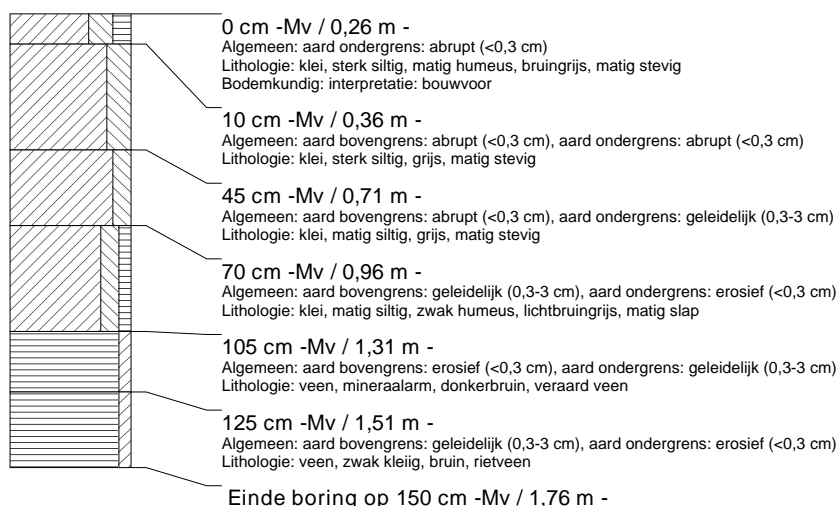 0 cm -Mv / 0,26 m -
Algemeen: aard ondergrens: abrupt (<0,3 cm)
Lithologie: klei, sterk siltig, matig humeus, bruingrijs, matig stevig
Bodemkundig: interpretatie: bouwvoor
10 cm -Mv / 0,36 m -
Algemeen: aard bovengrens: abrupt (<0,3 cm), aard ondergrens: abrupt (<0,3 cm)
Lithologie: klei, sterk siltig, grijs, matig stevig
45 cm -Mv / 0,71 m -
Algemeen: aard bovengrens: abrupt (<0,3 cm), aard ondergrens: geleidelijk (0,3-3 cm)
Lithologie: klei, matig siltig, grijs, matig stevig
70 cm -Mv / 0,96 m -
Algemeen: aard bovengrens: geleidelijk (0,3-3 cm), aard ondergrens: erosief (<0,3 cm)
Lithologie: klei, matig siltig, zwak humeus, lichtbruingrijs, matig slap
105 cm -Mv / 1,31 m -
Algemeen: aard bovengrens: erosief (<0,3 cm), aard ondergrens: geleidelijk (0,3-3 cm)
Lithologie: veen, mineraalarm, donkerbruin, veraard veen
125 cm -Mv / 1,51 m -
Algemeen: aard bovengrens: geleidelijk (0,3-3 cm), aard ondergrens: erosief (<0,3 cm)
Lithologie: veen, zwak kleiig, bruin, rietveen
Einde boring op 150 cm -Mv / 1,76 m -